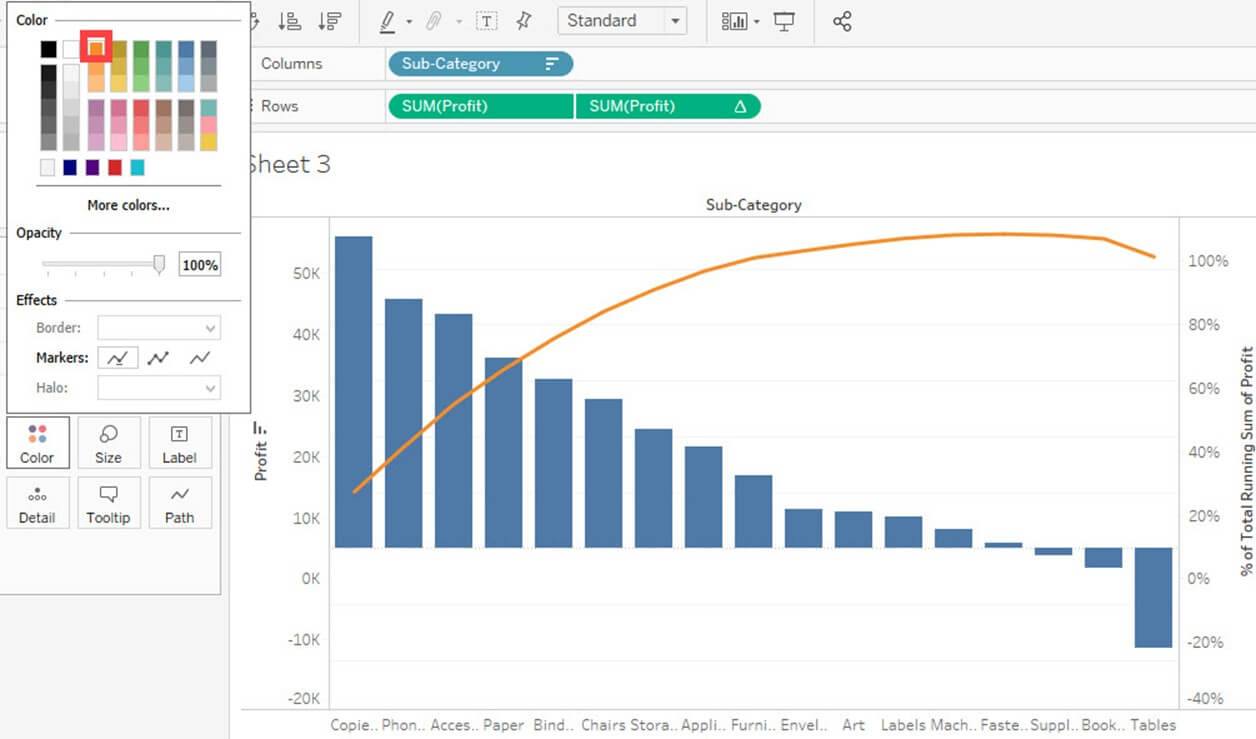 Color
More colors...
Opacity
100%
Effects
Border:
Markers:
Halo:
Color
Size
Label
Detail
Tooltip
Path
Standard
Columns
Sub-Category
Rows
SUM(Profit)
SUM(Profit)
Sheet 3
Sub-Category
50K
40K
30K
20K
10K
0K
-10K
-20K
Profit
100%
80%
60%
40%
20%
0%
-20%
-40%
% of Total Running Sum of Profit
Copie.. Phon.. Acces.. Paper Bind.. Chairs Stora.. Appli.. Furni.. Envel.. Art Labels Mach.. Faste.. Suppl.. Book.. Tables